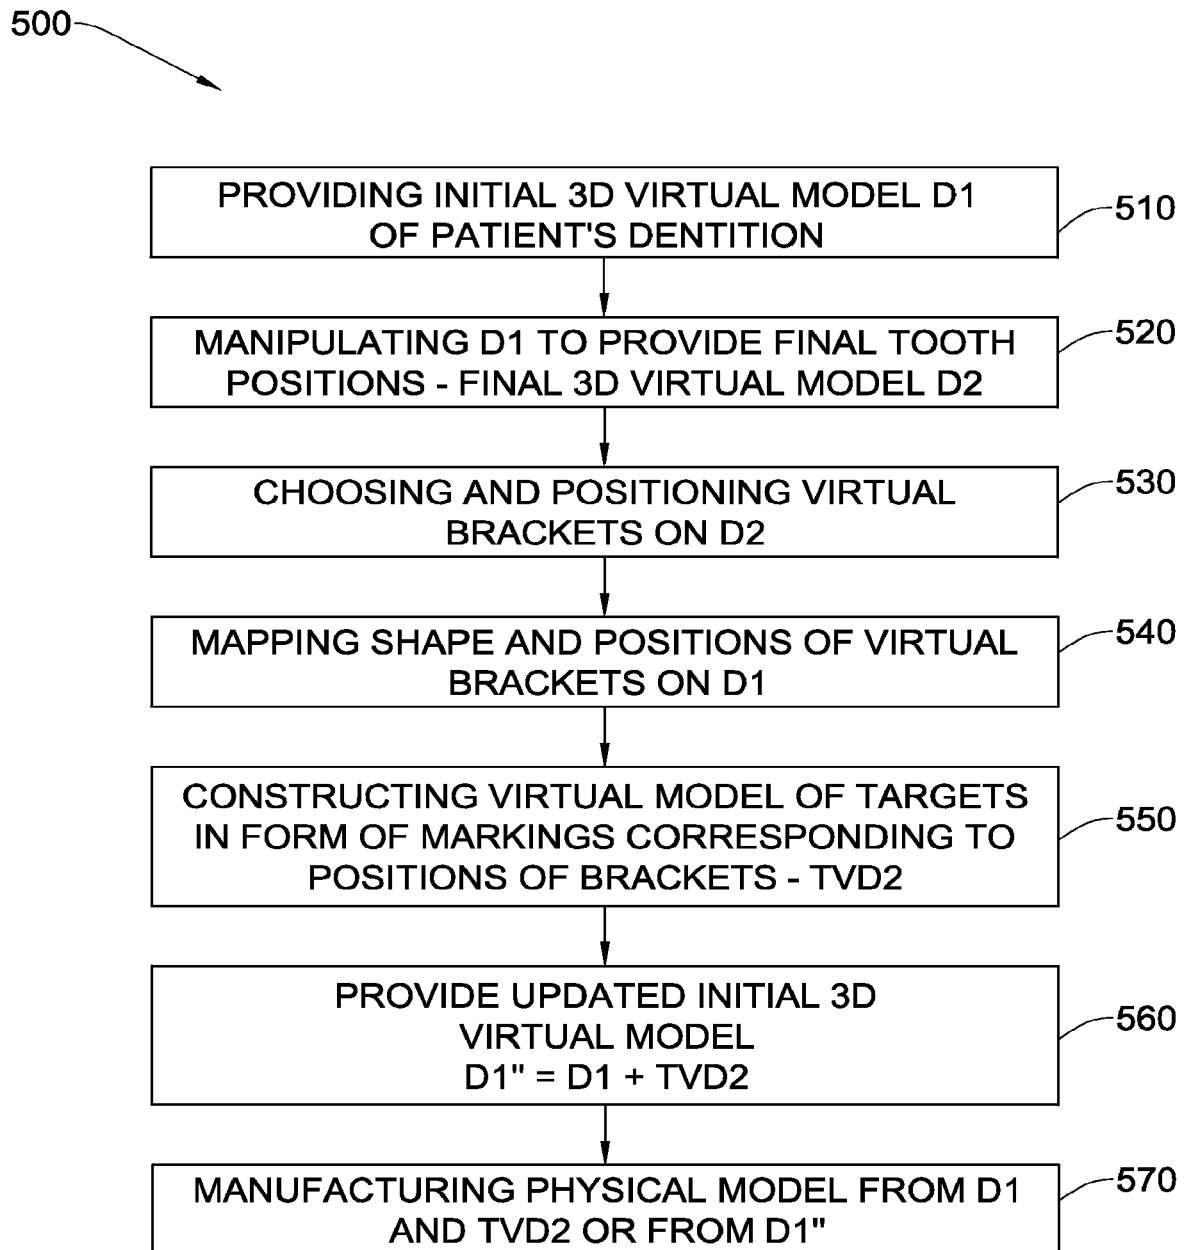 500
PROVIDING INITIAL 3D VIRTUAL MODEL D1
OF PATIENT'S DENTITION
510
MANIPULATING D1 TO PROVIDE FINAL TOOTH
POSITIONS - FINAL 3D VIRTUAL MODEL D2
520
CHOOSING AND POSITIONING VIRTUAL
BRACKETS ON D2
530
MAPPING SHAPE AND POSITIONS OF VIRTUAL
BRACKETS ON D1
540
CONSTRUCTING VIRTUAL MODEL OF TARGETS
IN FORM OF MARKINGS CORRESPONDING TO
POSITIONS OF BRACKETS - TVD2
550
PROVIDE UPDATED INITIAL 3D
VIRTUAL MODEL
D1" = D1 + TVD2
560
MANUFACTURING PHYSICAL MODEL FROM D1
AND TVD2 OR FROM D1"
570